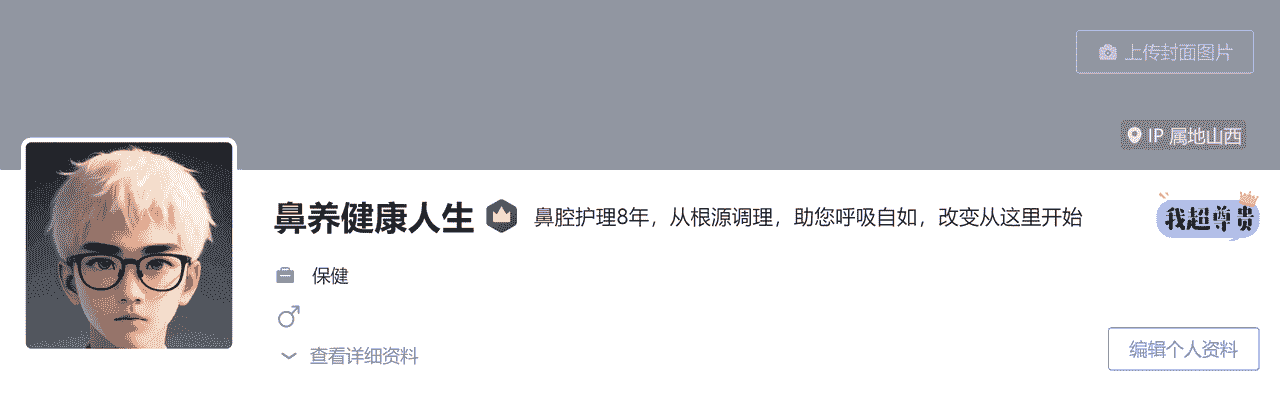 上传封面图片
IP 属地山西
鼻养健康人生 鼻腔护理8年，从根源调理，助您呼吸自如，改变从这里开始
我超尊贵
保健
查看详细资料
编辑个人资料